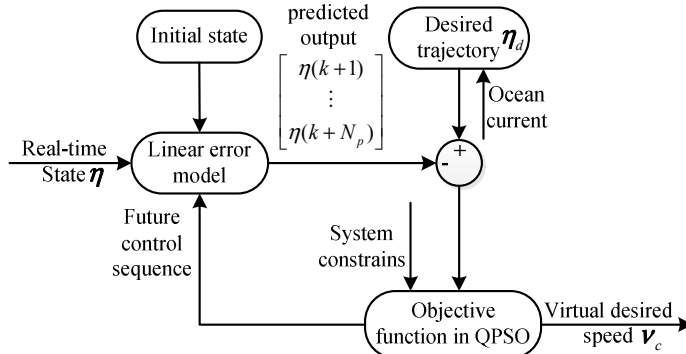 Initial state
predicted
output
η(k+1)
⋮
η(k+N_p)
Desired
trajectory η_d
Ocean
current
Real-time
State η
Linear error
model
+
-
Future
control
sequence
System
constrains
Objective
function in QPSO
Virtual desired
speed ν_c